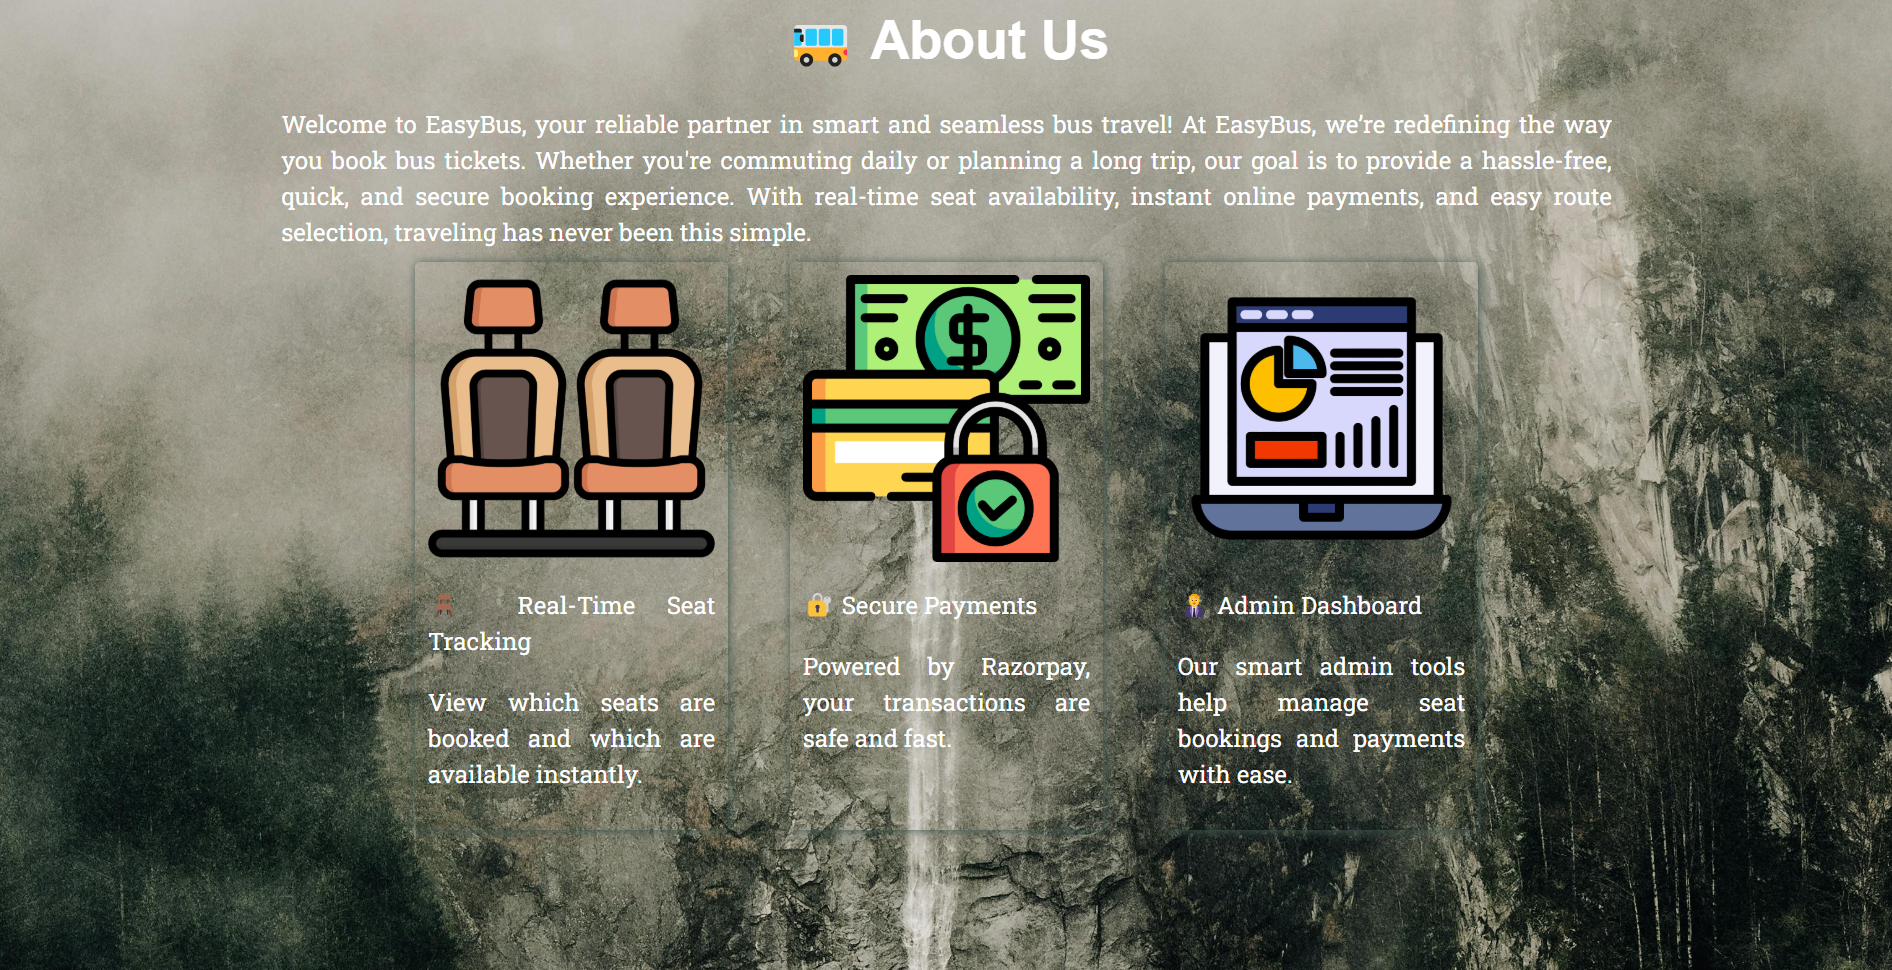 🚌 About Us
Welcome to EasyBus, your reliable partner in smart and seamless bus travel! At EasyBus, we’re redefining the way
you book bus tickets. Whether you're commuting daily or planning a long trip, our goal is to provide a hassle-free,
quick, and secure booking experience. With real-time seat availability, instant online payments, and easy route
selection, traveling has never been this simple.
$
🪑 Real-Time Seat
Tracking
View which seats are
booked and which are
available instantly.
🔐 Secure Payments
Powered by Razorpay,
your transactions are
safe and fast.
🧑‍💼 Admin Dashboard
Our smart admin tools
help manage seat
bookings and payments
with ease.